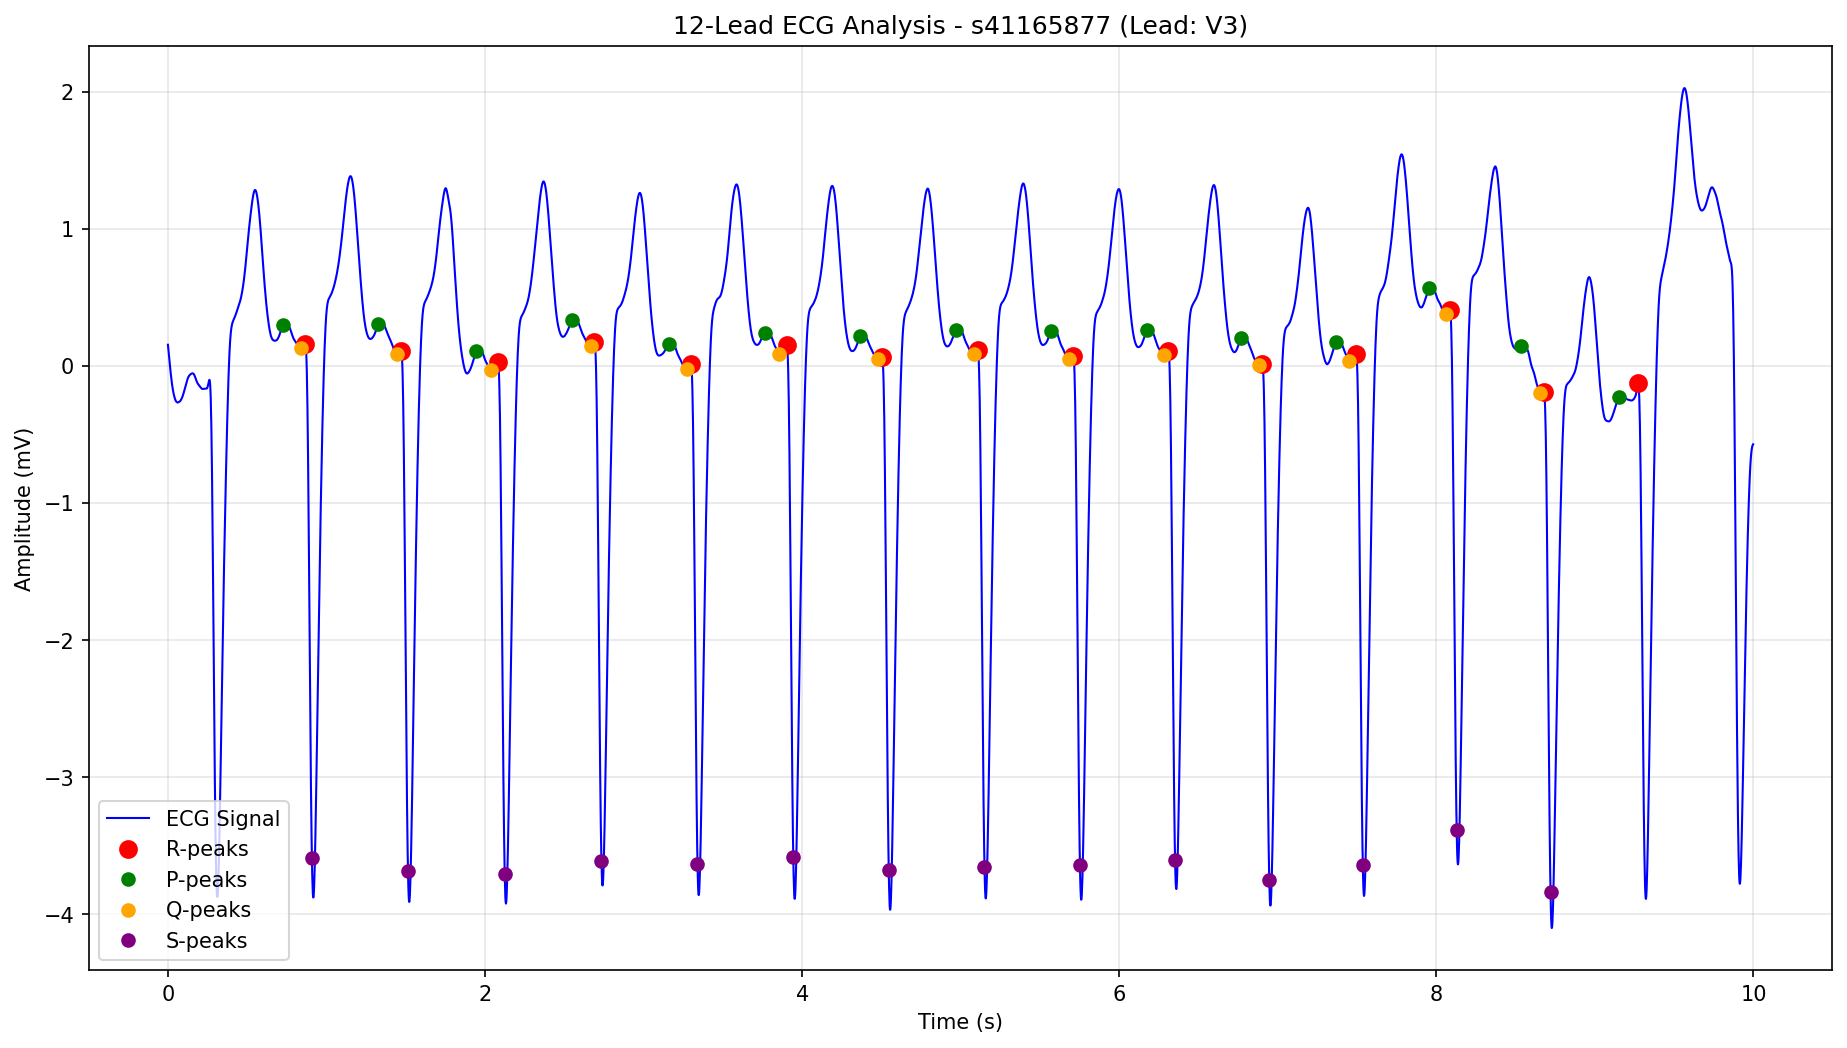 12-Lead ECG Analysis - s41165877 (Lead: V3)
Amplitude (mV)
2
1
0
−1
−2
−3
−4
ECG Signal
R-peaks
P-peaks
Q-peaks
S-peaks
0 2 4 6 8 10
Time (s)